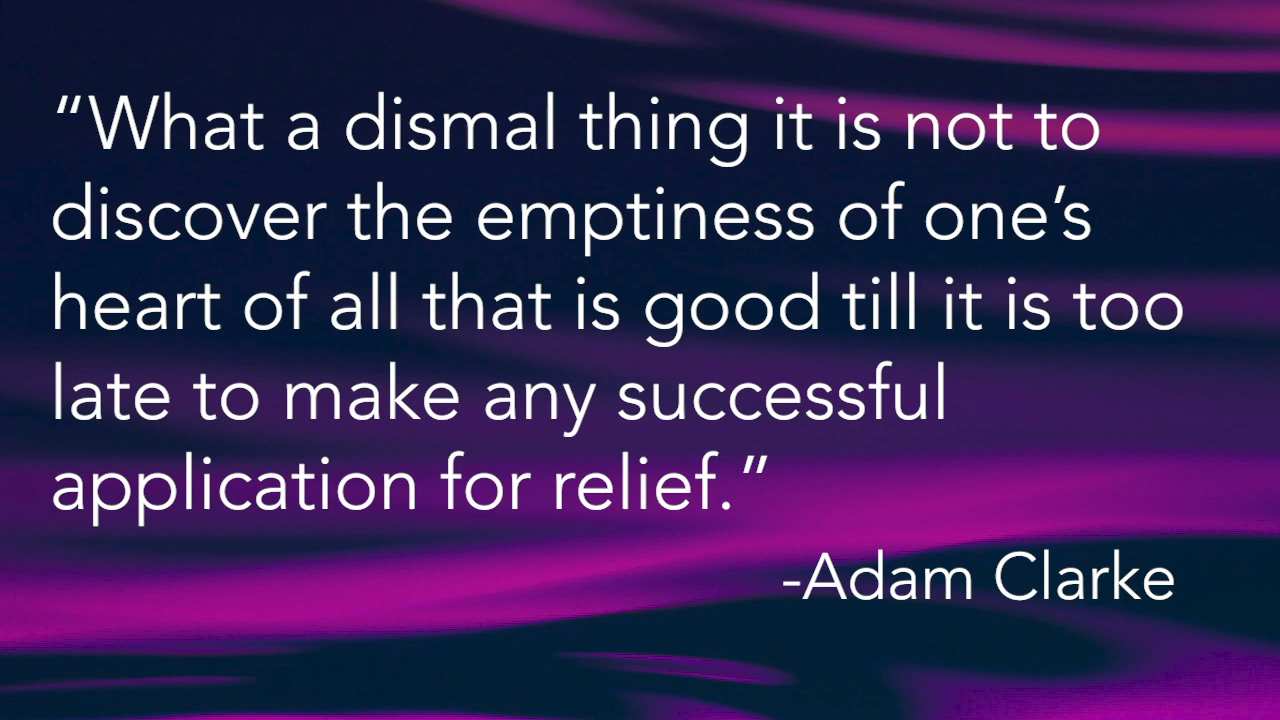 “What a dismal thing it is not to
discover the emptiness of one’s
heart of all that is good till it is too
late to make any successful
application for relief.”
-Adam Clarke